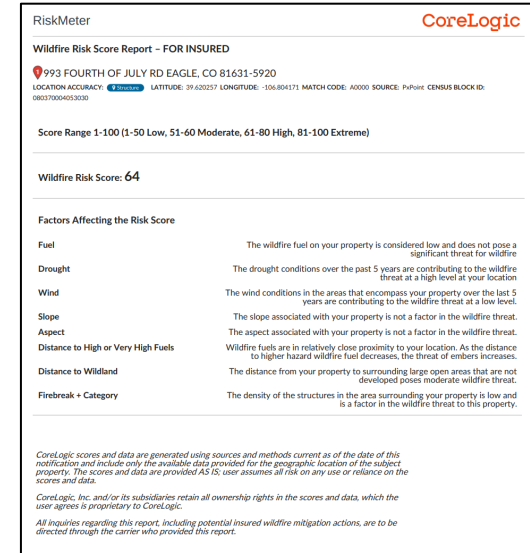 RiskMeter
CoreLogic
Wildfire Risk Score Report – FOR INSURED
1 993 FOURTH OF JULY RD EAGLE, CO 81631-5920
LOCATION ACCURACY: Structure LATITUDE: 39.620257 LONGITUDE: -106.804171 MATCH CODE: A0000 SOURCE: PxPoint CENSUS BLOCK ID:
080370004053030
Score Range 1-100 (1-50 Low, 51-60 Moderate, 61-80 High, 81-100 Extreme)
Wildfire Risk Score: 64
Factors Affecting the Risk Score
Fuel The wildfire fuel on your property is considered low and does not pose a
significant threat for wildfire
Drought The drought conditions over the past 5 years are contributing to the wildfire
threat at a high level at your location
Wind The wind conditions in the areas that encompass your property over the last 5
years are contributing to the wildfire threat at a low level.
Slope The slope associated with your property is not a factor in the wildfire threat.
Aspect The aspect associated with your property is not a factor in the wildfire threat.
Distance to High or Very High Fuels Wildfire fuels are in relatively close proximity to your location. As the distance
to higher hazard wildfire fuel decreases, the threat of embers increases.
Distance to Wildland The distance from your property to surrounding large open areas that are not
developed poses moderate wildfire threat.
Firebreak + Category The density of the structures in the area surrounding your property is low and
is a factor in the wildfire threat to this property.
CoreLogic scores and data are generated using sources and methods current as of the date of this
notification and include only the available data provided for the geographic location of the subject
property. The scores and data are provided AS IS; user assumes all risk on any use or reliance on the
scores and data.
CoreLogic, Inc. and/or its subsidiaries retain all ownership rights in the scores and data, which the
user agrees is proprietary to CoreLogic.
All inquiries regarding this report, including potential insured wildfire mitigation actions, are to be
directed through the carrier who provided this report.